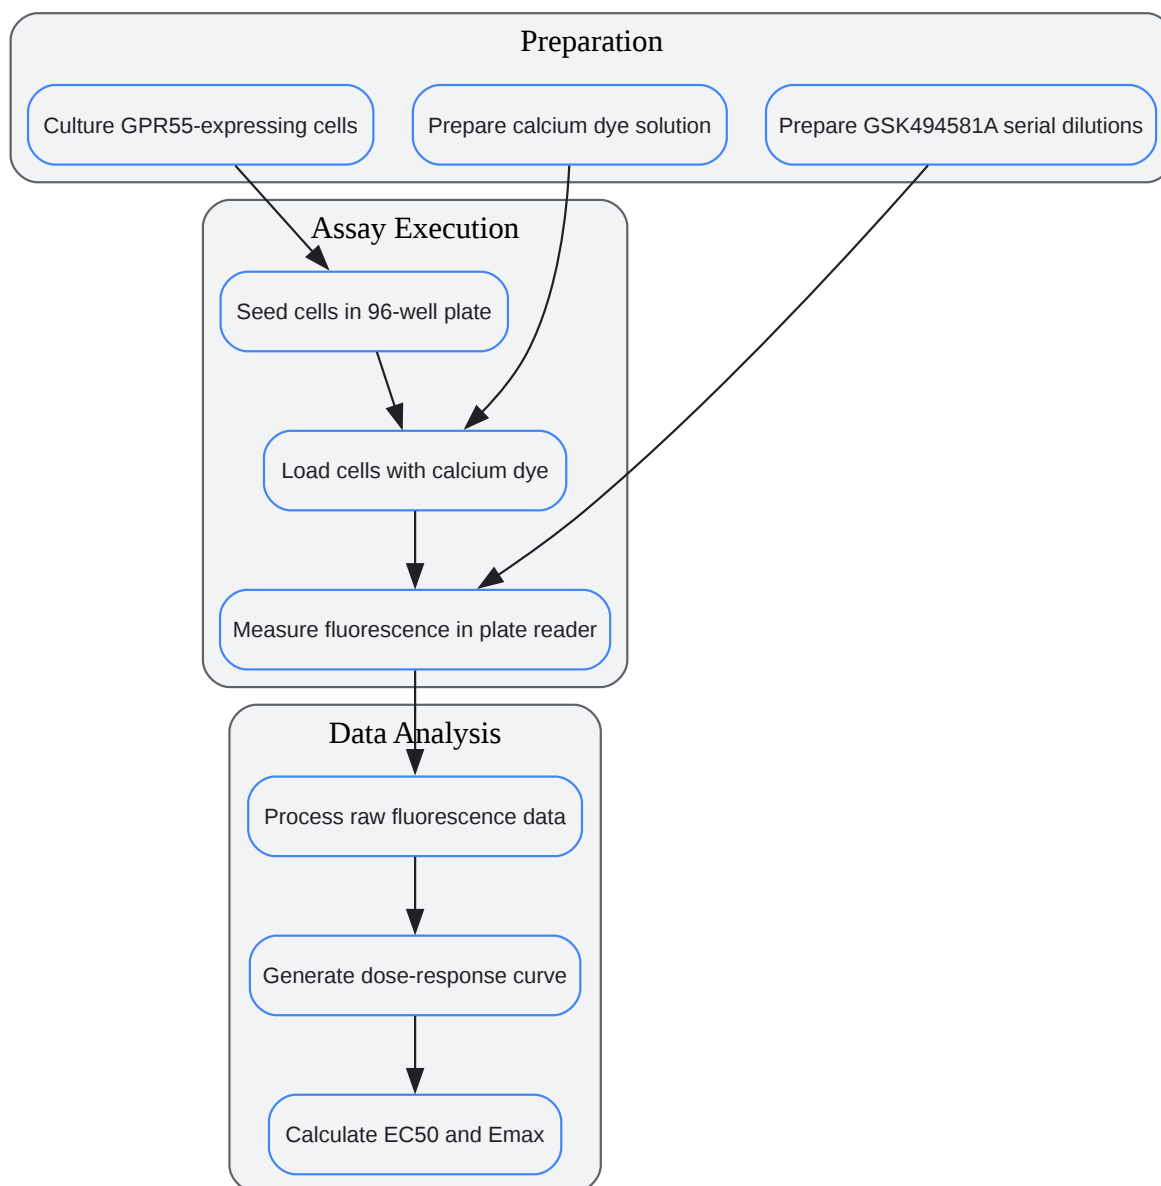 Preparation
Culture GPR55-expressing cells
Prepare calcium dye solution
Prepare GSK494581A serial dilutions
Assay Execution
Seed cells in 96-well plate
Load cells with calcium dye
Measure fluorescence in plate reader
Data Analysis
Process raw fluorescence data
Generate dose-response curve
Calculate EC50 and Emax